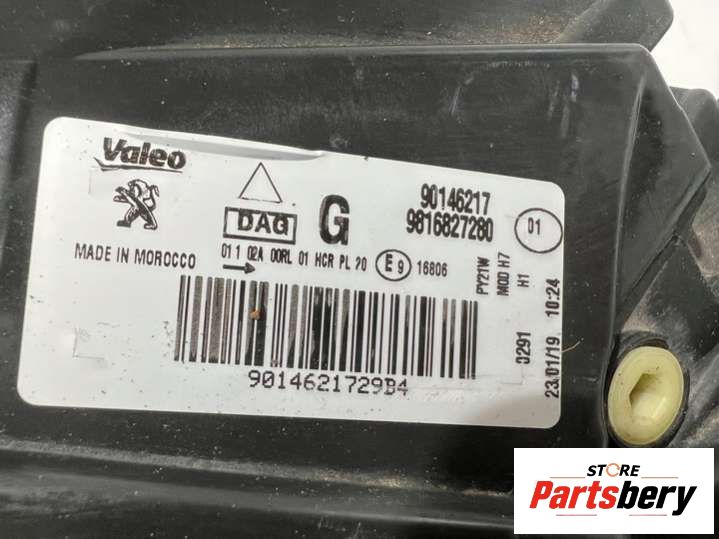 Valeo
90146217
DAG
G
9816827280
01
MADE IN MOROCCO
01 1 02A 00RL 01 HCR PL 20
E9
16806
PY21W
MOD H7
H1
0291
23/01/19 10:24
9014621729B4
STORE
Partsbery